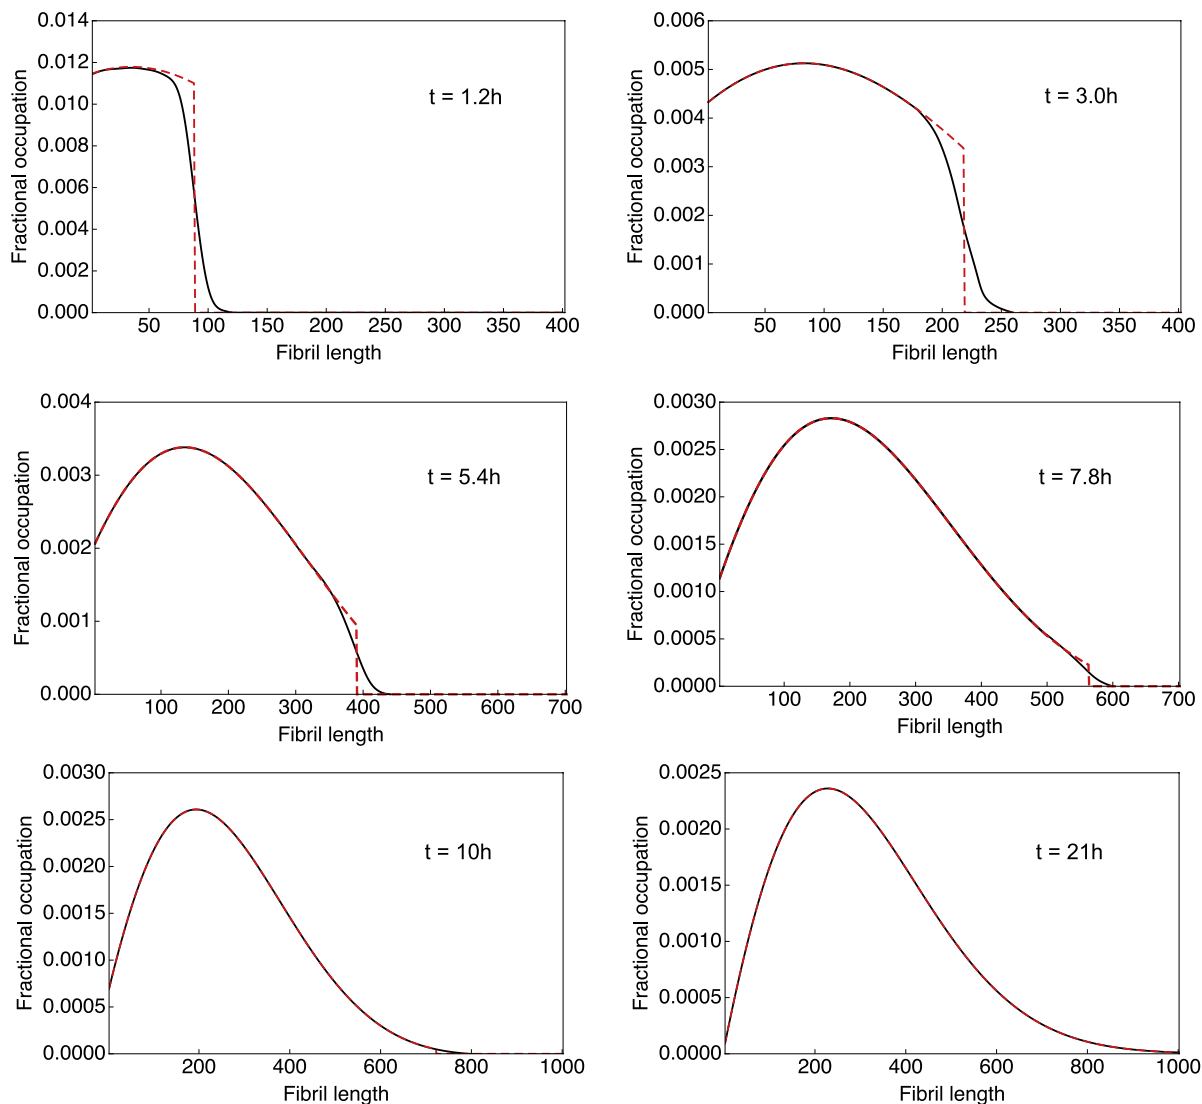 0.014
0.012
0.010
0.008
0.006
0.004
0.002
0.000
Fractional occupation
t = 1.2h
50 100 150 200 250 300 350 400
Fibril length
0.006
0.005
0.004
0.003
0.002
0.001
0.000
Fractional occupation
t = 3.0h
50 100 150 200 250 300 350 400
Fibril length
0.004
0.003
0.002
0.001
0.000
Fractional occupation
t = 5.4h
100 200 300 400 500 600 700
Fibril length
0.0030
0.0025
0.0020
0.0015
0.0010
0.0005
0.0000
Fractional occupation
t = 7.8h
100 200 300 400 500 600 700
Fibril length
0.0030
0.0025
0.0020
0.0015
0.0010
0.0005
0.0000
Fractional occupation
t = 10h
200 400 600 800 1000
Fibril length
0.0025
0.0020
0.0015
0.0010
0.0005
0.0000
Fractional occupation
t = 21h
200 400 600 800 1000
Fibril length